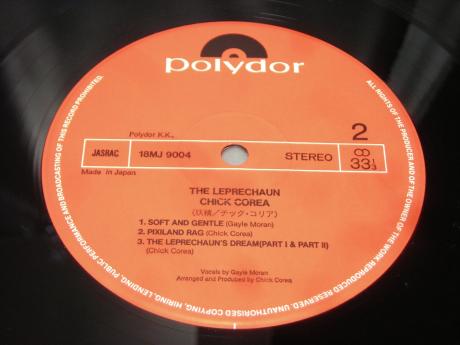 polydor
Polydor K.K.,
2
JASRAC
18MJ 9004
STEREO
33⅓
Made in Japan
THE LEPRECHAUN
CHICK COREA
(妖精/チック・コリア)
1. SOFT AND GENTLE (Gayle Moran)
2. PIXILAND RAG (Chick Corea)
3. THE LEPRECHAUN'S DREAM(PART I & PART II)
(Chick Corea)
Vocals by Gayle Moran
Arranged and Produced by Chick Corea
ALL RIGHTS OF THE PRODUCER AND OF THE OWNER OF THE WORK REPRODUCED RESERVED. UNAUTHORISED COPYING, HIRING, LENDING, PUBLIC PERFORMANCE AND BROADCASTING OF THIS RECORD PROHIBITED.